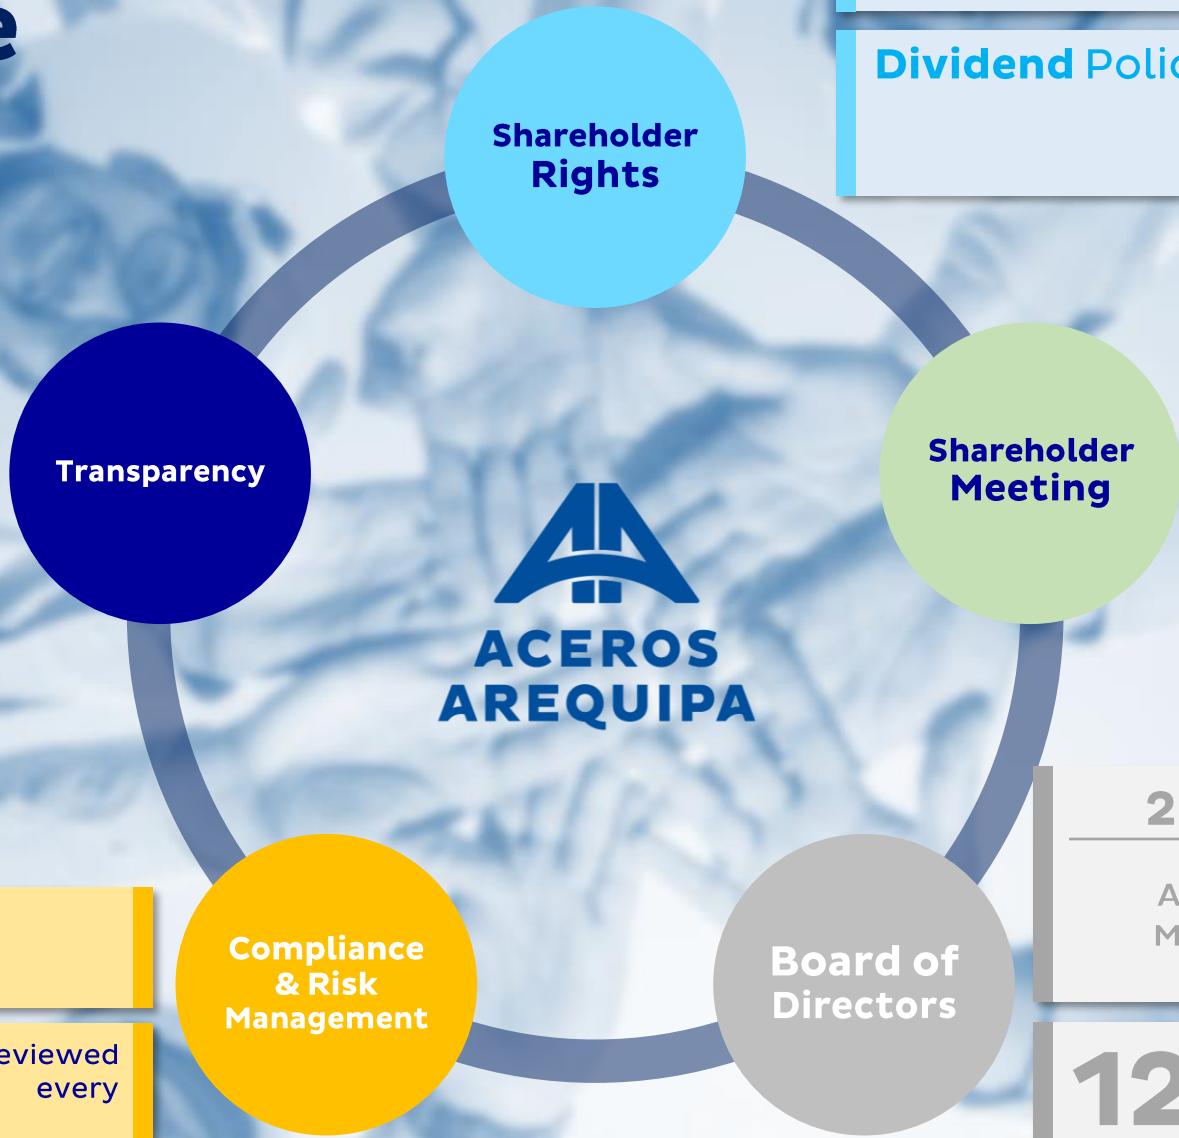 e
Dividend Polic
Shareholder
Rights
Transparency
Shareholder
Meeting
ACEROS
AREQUIPA
2
A
M
Compliance
& Risk
Management
Board of
Directors
eviewed
every
12